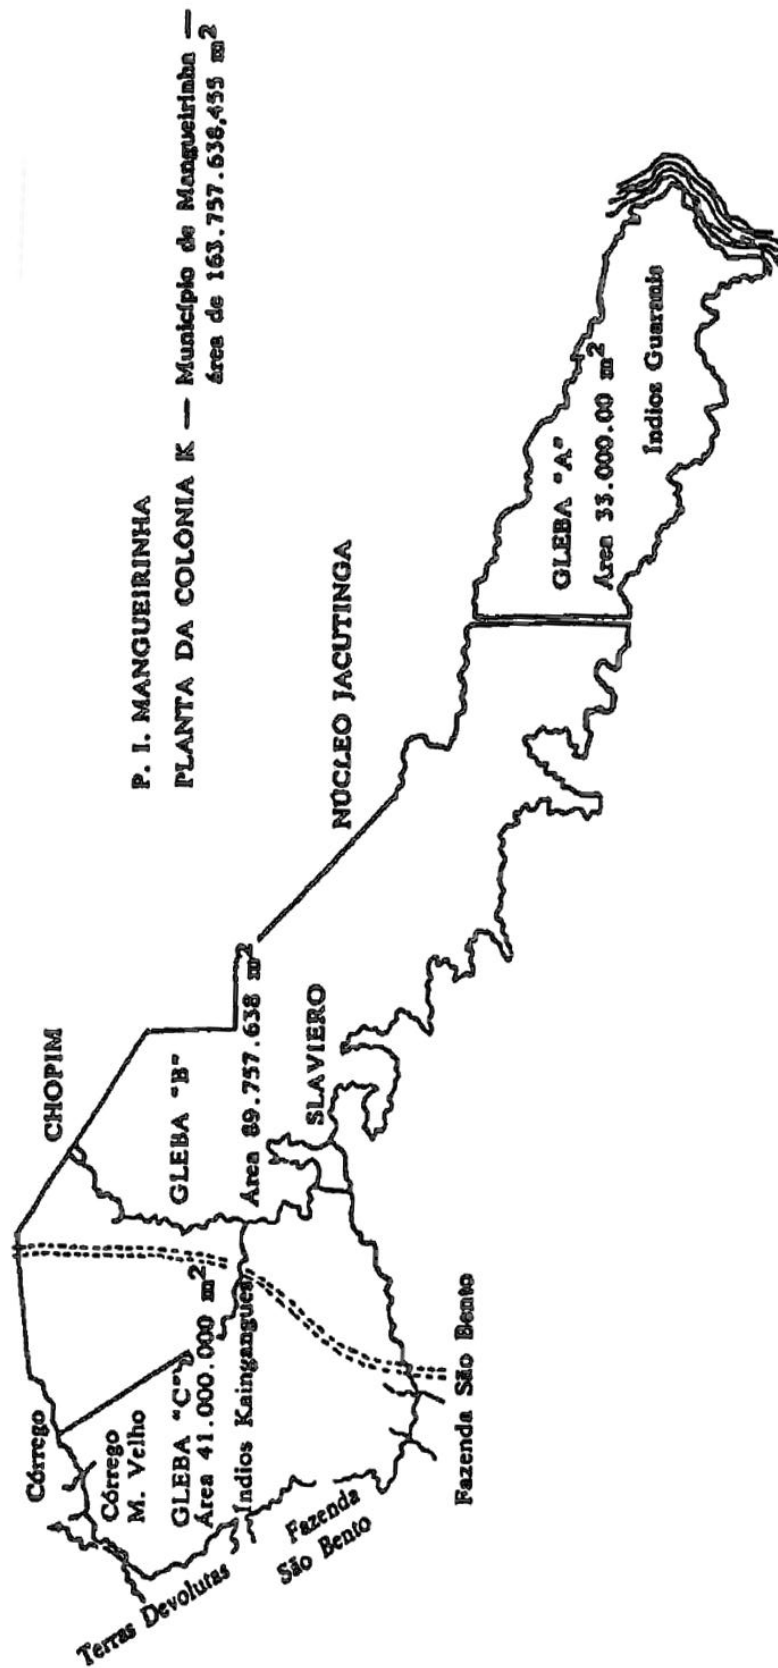 P. I. MANGUEIRINHA
PLANTA DA COLÔNIA K — Município de Mangueirinha —
área de 163.757.638,455 m²
NÚCLEO JACUTINGA
CHOPIM
GLEBA "B"
Área 89.757.638 m²
SLAVIERO
GLEBA "A"
Área 33.000.00 m²
Índios Guaranis
Córrego
Córrego
M. Velho
GLEBA "C"
Área 41.000.000 m²
Índios Kaingangues
Terras Devolutas
Fazenda
São Bento
Fazenda São Bento